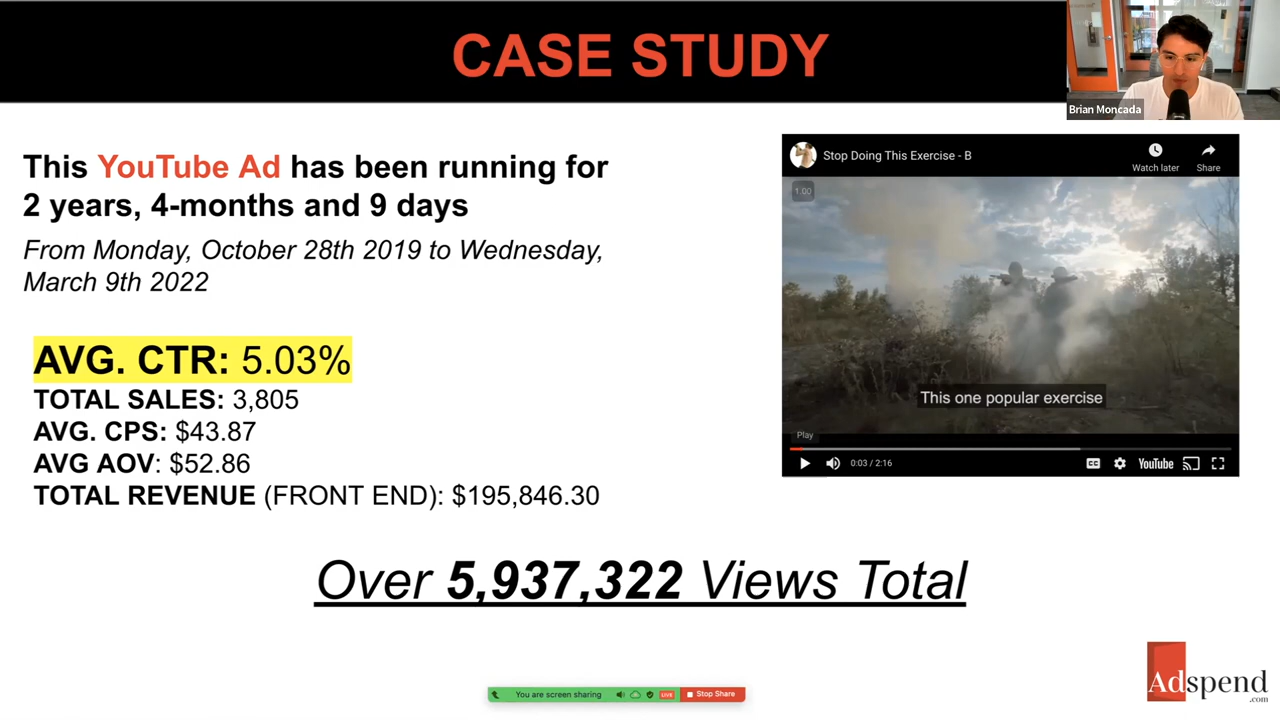 CASE STUDY
Brian Moncada
This YouTube Ad has been running for
2 years, 4-months and 9 days
From Monday, October 28th 2019 to Wednesday,
March 9th 2022
AVG. CTR: 5.03%
TOTAL SALES: 3,805
AVG. CPS: $43.87
AVG AOV: $52.86
TOTAL REVENUE (FRONT END): $195,846.30
Stop Doing This Exercise - B
Watch later
Share
1.00
This one popular exercise
Play
0:03 / 2:16
CC
YouTube
Over 5,937,322 Views Total
You are screen sharing
LIVE
Stop Share
Adspend
.com